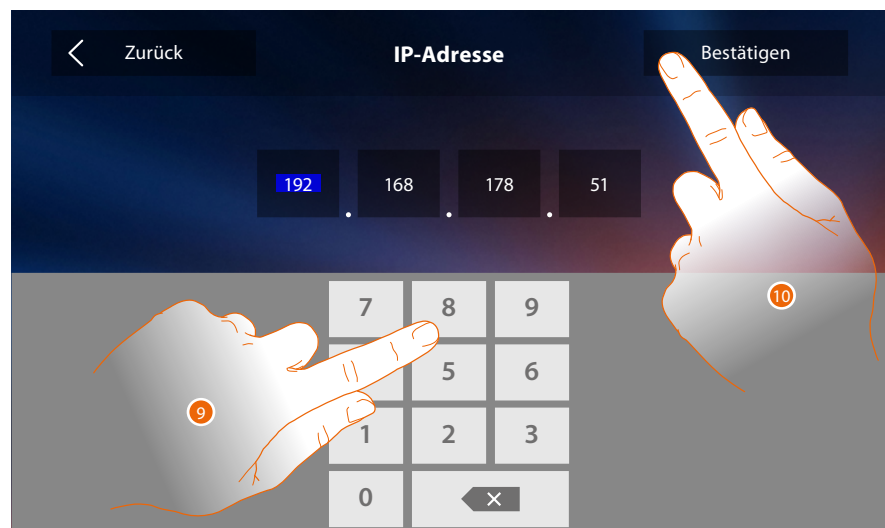 Zurück
IP-Adresse
Bestätigen
192 . 168 . 178 . 51
7 8 9
5 6
1 2 3
0
9
10